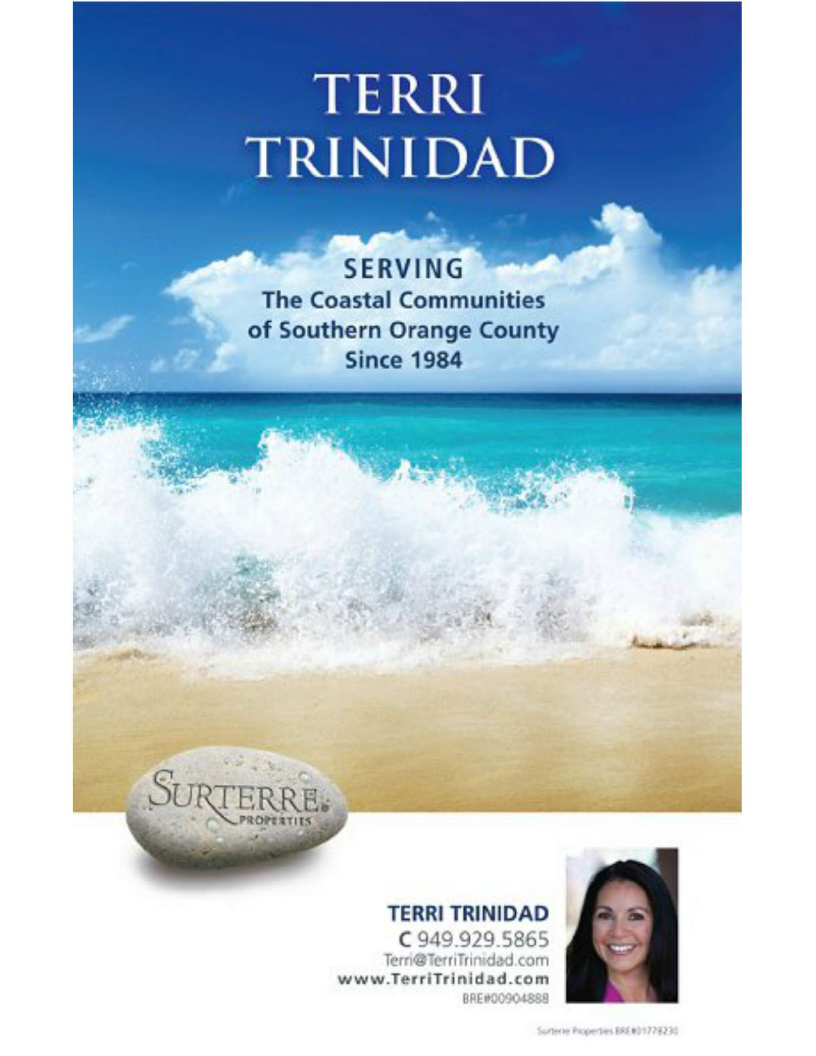 TERRI
TRINIDAD
SERVING
The Coastal Communities
of Southern Orange County
Since 1984
SURTERRE®
PROPERTIES
TERRI TRINIDAD
C 949.929.5865
Terri@TerriTrinidad.com
www.TerriTrinidad.com
BRE#00904888
Surterre Properties BRE#01778230